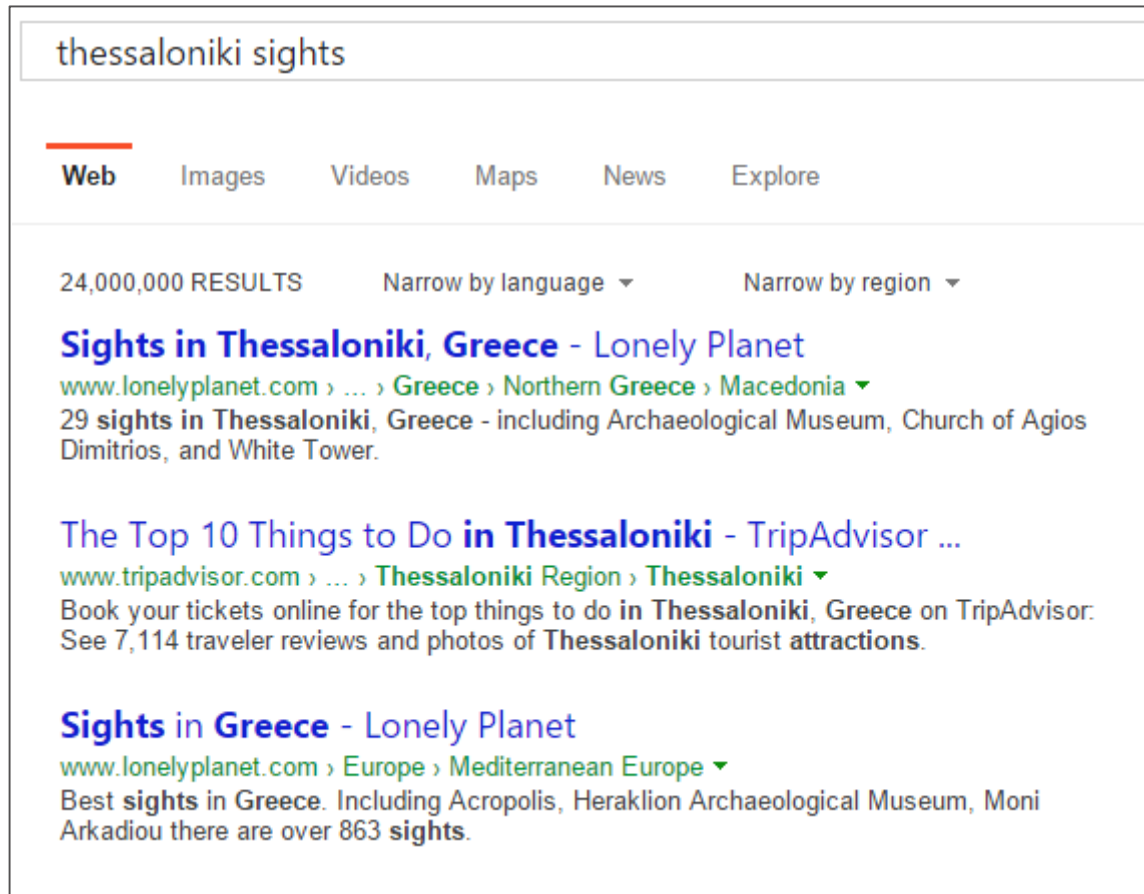 thessaloniki sights
Web Images Videos Maps News Explore
24,000,000 RESULTS Narrow by language Narrow by region
Sights in Thessaloniki, Greece - Lonely Planet
www.lonelyplanet.com › ... › Greece › Northern Greece › Macedonia
29 sights in Thessaloniki, Greece - including Archaeological Museum, Church of Agios
Dimitrios, and White Tower.
The Top 10 Things to Do in Thessaloniki - TripAdvisor ...
www.tripadvisor.com › ... › Thessaloniki Region › Thessaloniki
Book your tickets online for the top things to do in Thessaloniki, Greece on TripAdvisor:
See 7,114 traveler reviews and photos of Thessaloniki tourist attractions.
Sights in Greece - Lonely Planet
www.lonelyplanet.com › Europe › Mediterranean Europe
Best sights in Greece. Including Acropolis, Heraklion Archaeological Museum, Moni
Arkadiou there are over 863 sights.